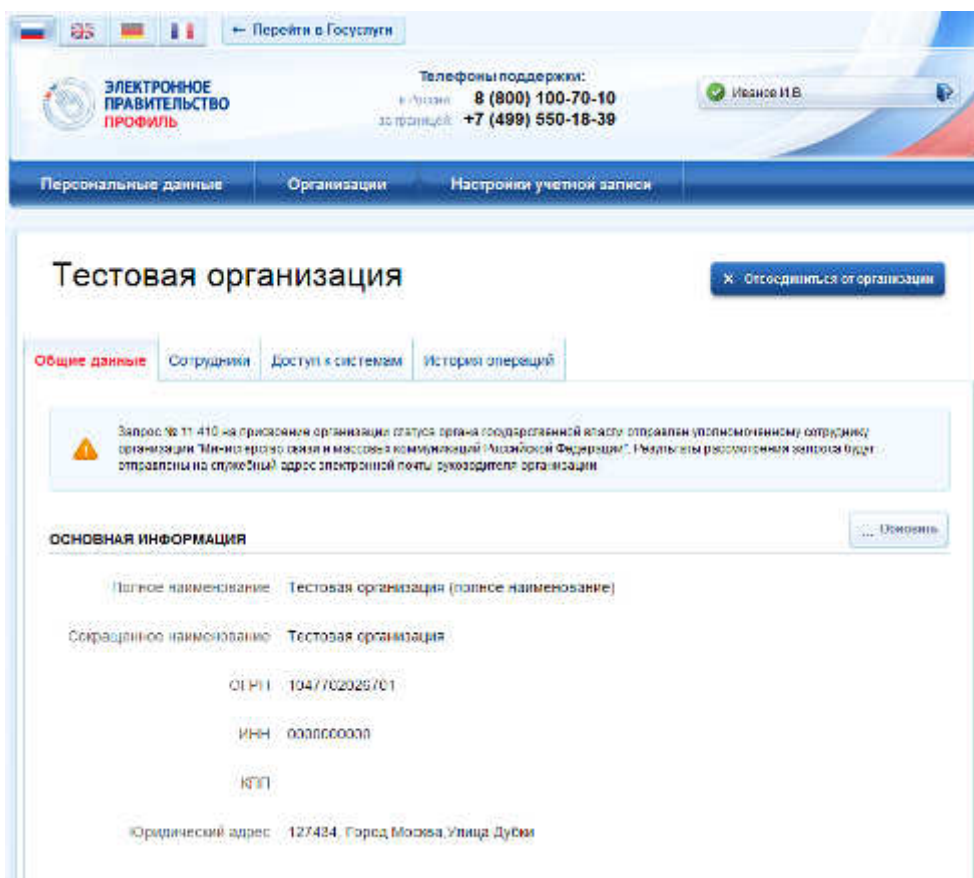 ← Перейти в Госуслуги
ЭЛЕКТРОННОЕ
ПРАВИТЕЛЬСТВО
ПРОФИЛЬ
Телефоны поддержки:
в России 8 (800) 100-70-10
за границей +7 (499) 550-18-39
Иванов И.В.
Персональные данные Организации Настройки учетной записи
Тестовая организация
× Отсоединиться от организации
Общие данные Сотрудники Доступ к системам История операций
Запрос № 11 410 на присвоение организации статуса органа государственной власти отправлен уполномоченному сотруднику
организации "Министерство связи и массовых коммуникаций Российской Федерации". Результаты рассмотрения запроса будут
отправлены на служебный адрес электронной почты руководителя организации
ОСНОВНАЯ ИНФОРМАЦИЯ
Обновить
Полное наименование Тестовая организация (полное наименование)
Сокращенное наименование Тестовая организация
ОГРН 1047702026701
ИНН 0000000000
КПП
Юридический адрес 127434, Город Москва, Улица Дубки